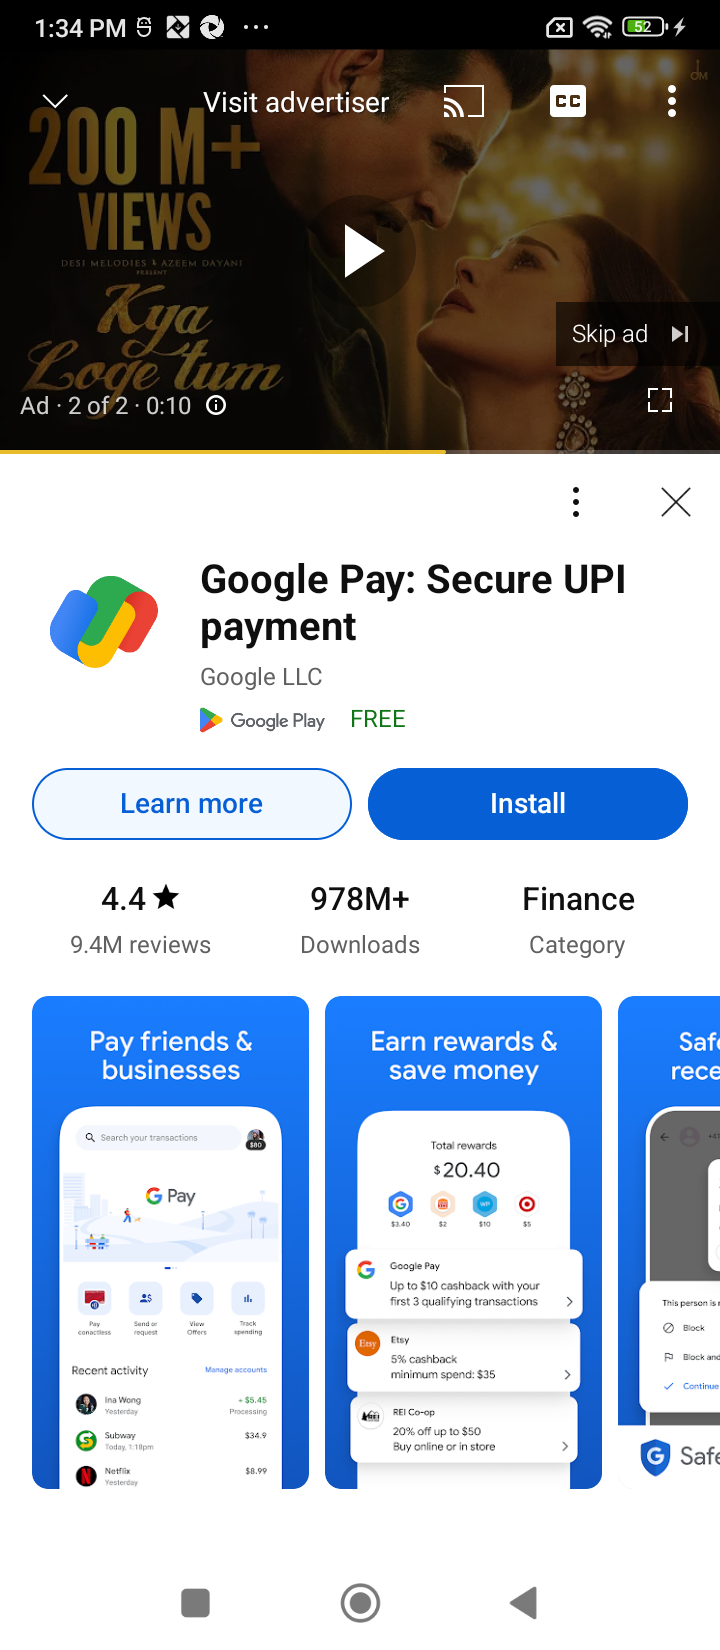 1:34 PM
52
Visit advertiser
CC
200 M+
VIEWS
DESI MELODIES & AZEEM DAYANI
PRESENT
Kya
Loge tum
Skip ad
Ad · 2 of 2 · 0:10
Google Pay: Secure UPI
payment
Google LLC
Google Play FREE
Learn more
Install
4.4★
9.4M reviews
978M+
Downloads
Finance
Category
Pay friends &
businesses
Search your transactions
$80
G Pay
Pay
contactless
Send or
request
View
Offers
Track
spending
Recent activity
Manage accounts
Ina Wong
Yesterday
+ $5.45
Processing
Subway
Today, 1:18pm
$34.9
Netflix
Yesterday
$8.99
Earn rewards &
save money
Total rewards
$20.40
$3.40
$2
WP
$10
$5
Google Pay
Up to $10 cashback with your
first 3 qualifying transactions
Etsy
Etsy
5% cashback
minimum spend: $35
REI
REI Co-op
20% off up to $50
Buy online or in store
Safe
rece
This person is n
Block
Block and
Continue
G Safe